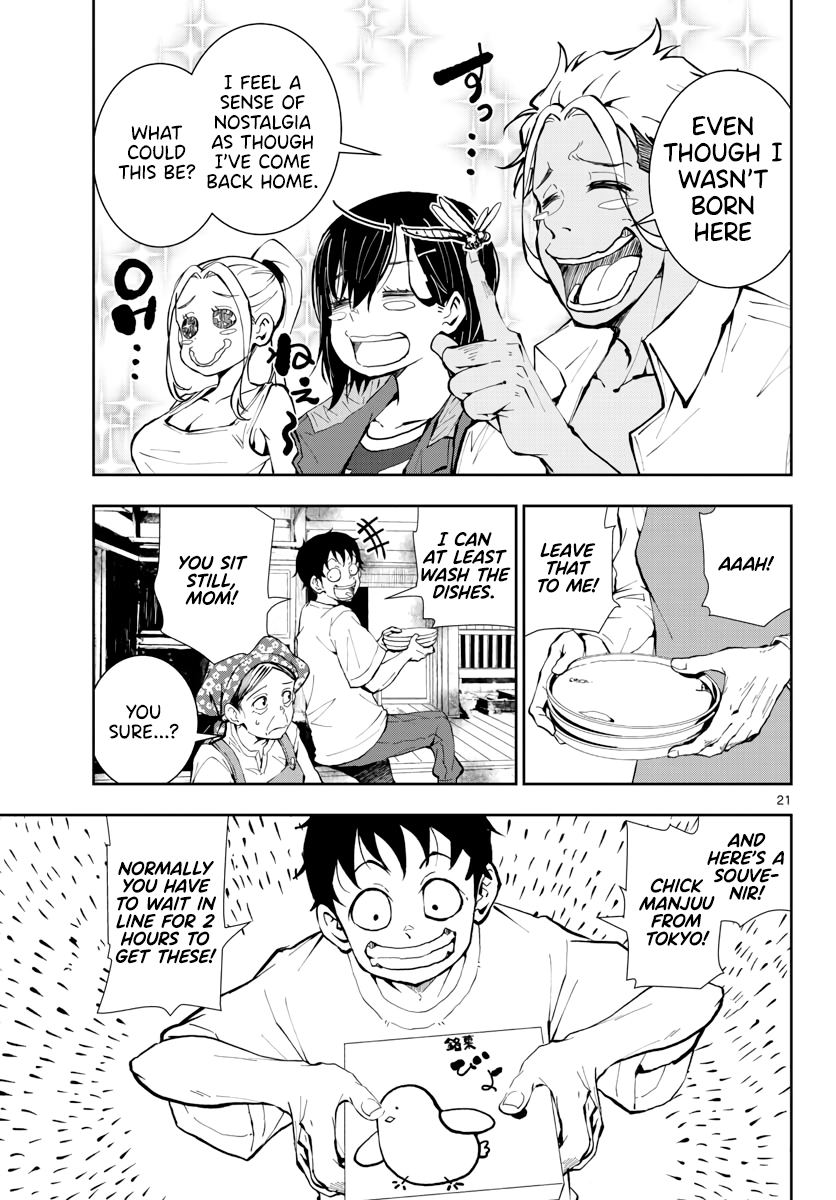 EVEN
THOUGH I
WASN'T
BORN
HERE
すっ…
I FEEL A
SENSE OF
NOSTALGIA
AS THOUGH
I'VE COME
BACK HOME.
WHAT
COULD
THIS BE?
ねぇ
AAAH!
LEAVE
THAT
TO ME!
I CAN
AT LEAST
WASH THE
DISHES.
YOU SIT
STILL,
MOM!
YOU
SURE...?
21
AND
HERE'S A
SOUVE-
NIR!
CHICK
MANJUU
FROM
TOKYO!
NORMALLY
YOU HAVE
TO WAIT IN
LINE FOR 2
HOURS TO
GET THESE!
銘菓
ぴよ